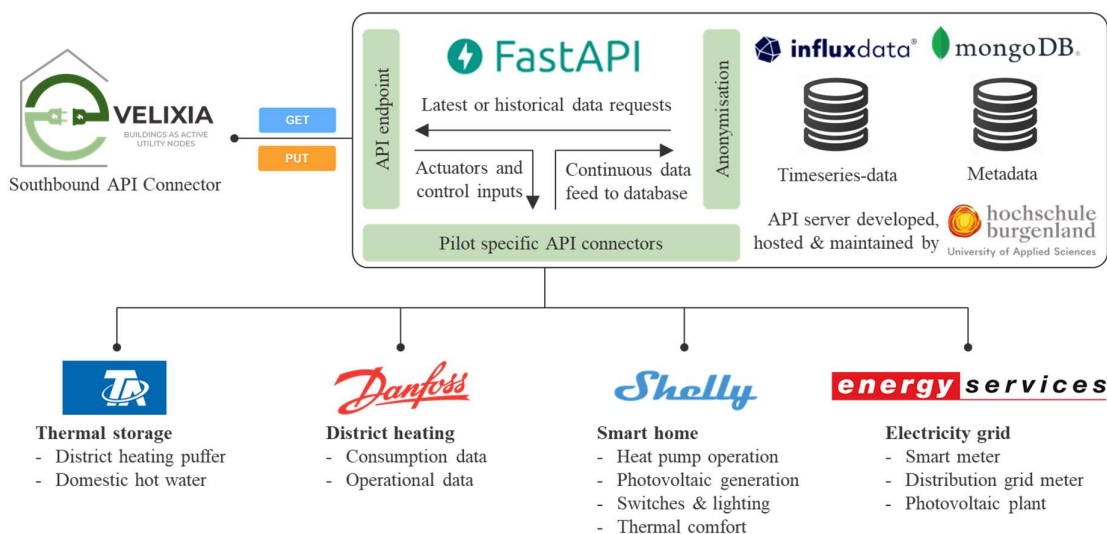 VELIXIA
BUILDINGS AS ACTIVE
UTILITY NODES
Southbound API Connector
GET
PUT
API endpoint
FastAPI
Latest or historical data requests
Actuators and
control inputs
Continuous data
feed to database
Anonymisation
Pilot specific API connectors
influxdata®
mongoDB®
Timeseries-data
Metadata
API server developed,
hosted & maintained by
hochschule
burgenland
University of Applied Sciences
TA
Thermal storage
- District heating puffer
- Domestic hot water
Danfoss
District heating
- Consumption data
- Operational data
Shelly
Smart home
- Heat pump operation
- Photovoltaic generation
- Switches & lighting
- Thermal comfort
energy services
Electricity grid
- Smart meter
- Distribution grid meter
- Photovoltaic plant